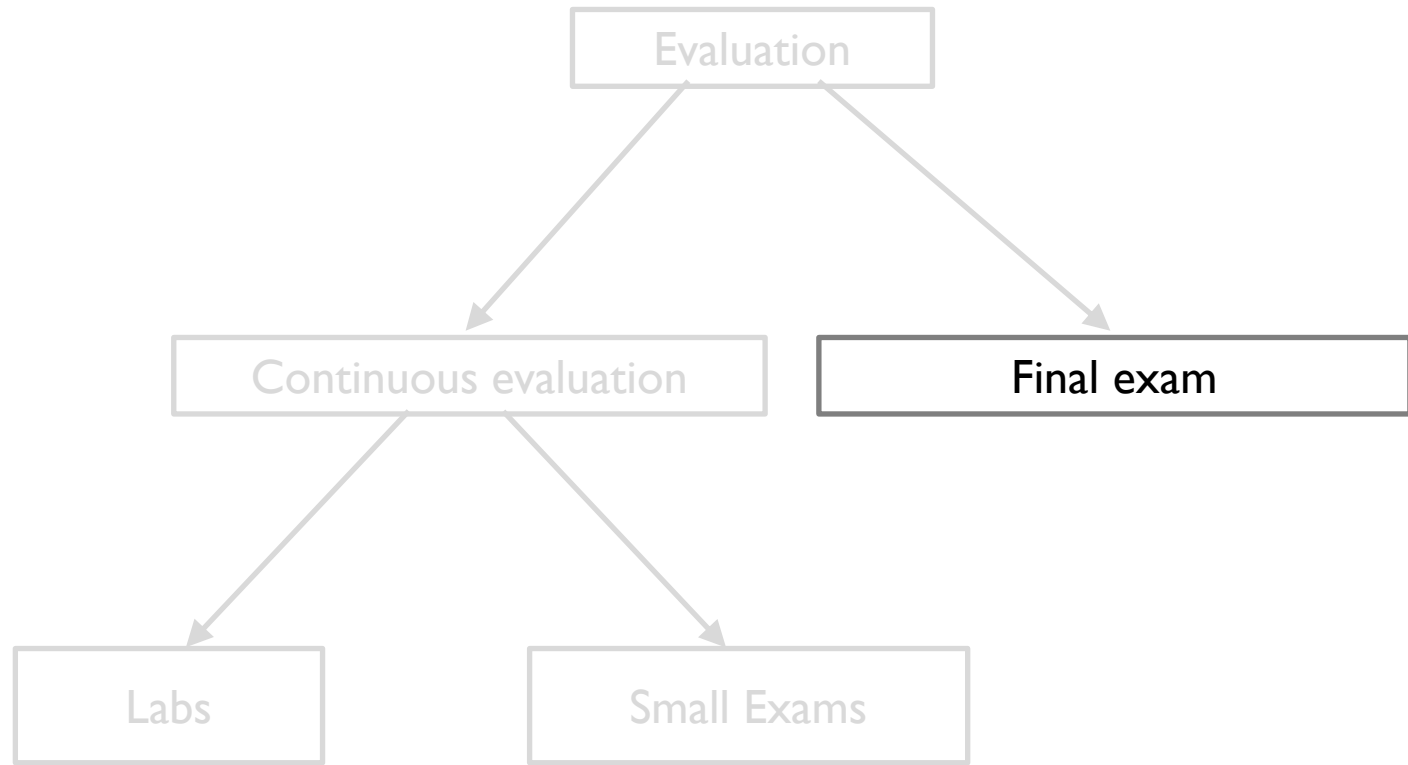 Evaluation
Continuous evaluation
Final exam
Labs
Small Exams